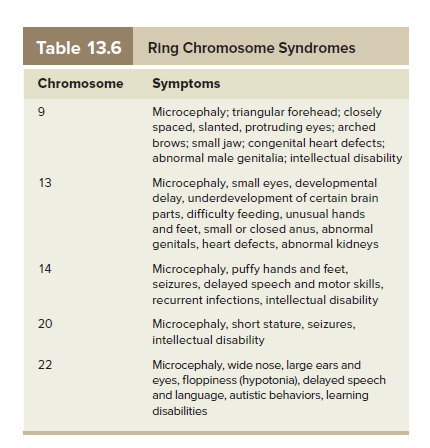 Table 13.6 Ring Chromosome Syndromes
Chromosome Symptoms
9 Microcephaly; triangular forehead; closely
spaced, slanted, protruding eyes; arched
brows; small jaw; congenital heart defects;
abnormal male genitalia; intellectual disability
13 Microcephaly, small eyes, developmental
delay, underdevelopment of certain brain
parts, difficulty feeding, unusual hands
and feet, small or closed anus, abnormal
genitals, heart defects, abnormal kidneys
14 Microcephaly, puffy hands and feet,
seizures, delayed speech and motor skills,
recurrent infections, intellectual disability
20 Microcephaly, short stature, seizures,
intellectual disability
22 Microcephaly, wide nose, large ears and
eyes, floppiness (hypotonia), delayed speech
and language, autistic behaviors, learning
disabilities